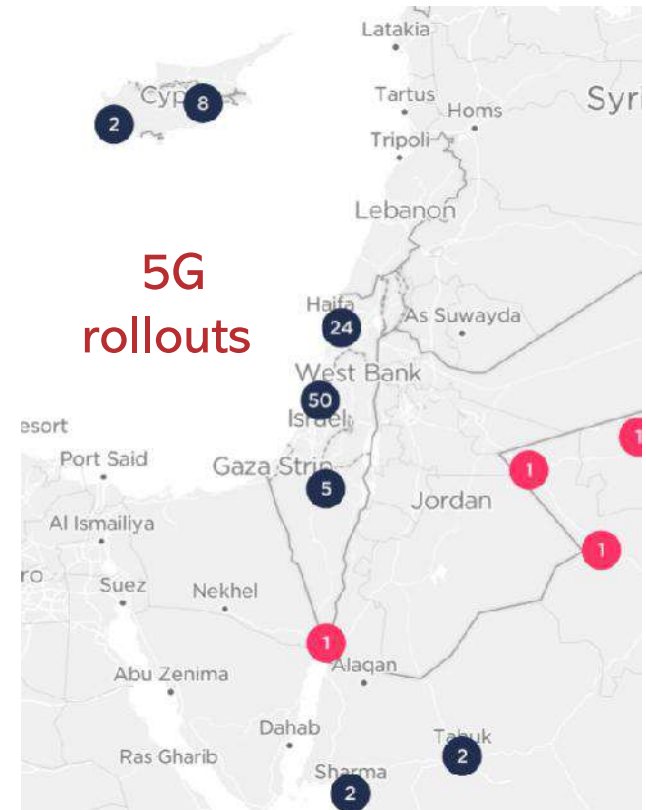 Latakia
Tartus
Homs
Syr
Cyp
8
2
Tripoli
Lebanon
5G
rollouts
Haifa
24
As Suwayda
West Bank
50
Israel
esort
1
Port Said
Gaza Strip
1
5
Jordan
Al Ismailiya
1
ro
Suez
Nekhel
1
Alaqan
Abu Zenima
Dahab
Tabuk
2
Ras Gharib
Sharma
2